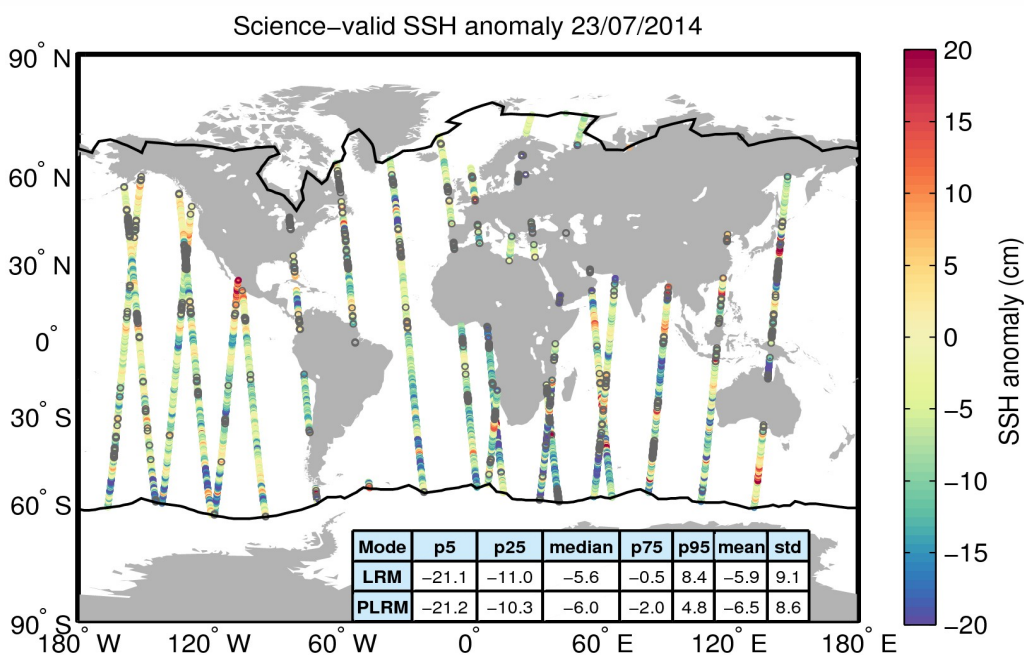 Science−valid SSH anomaly 23/07/2014
90° N
60° N
30° N
0°
30° S
60° S
90° S
180° W
120° W
60° W
0°
60° E
120° E
180° E
Mode p5 p25 median p75 p95 mean std
LRM −21.1 −11.0 −5.6 −0.5 8.4 −5.9 9.1
PLRM −21.2 −10.3 −6.0 −2.0 4.8 −6.5 8.6
20
15
10
5
0
−5
−10
−15
−20
SSH anomaly (cm)